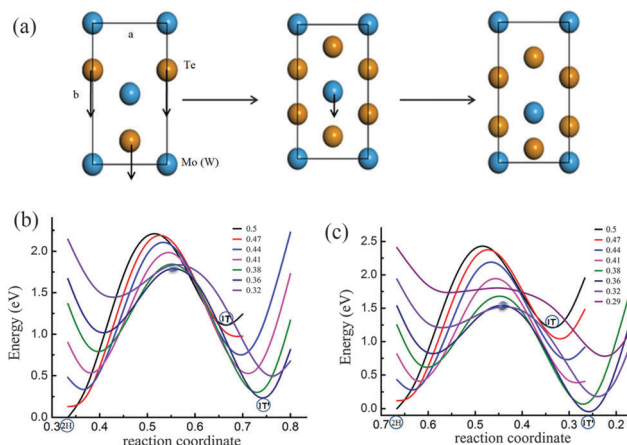 (a)
a
Te
b
Mo (W)
(b)
0.5
0.47
0.44
0.41
0.38
0.36
0.32
2.0
1.5
1.0
0.5
0.0
Energy (eV)
1T
1T'
2H
0.3
0.4
0.5
0.6
0.7
0.8
reaction coordinate
(c)
0.5
0.47
0.44
0.41
0.38
0.36
0.32
0.29
2.5
2.0
1.5
1.0
0.5
0.0
Energy (eV)
1T
1T'
2H
0.7
0.6
0.5
0.4
0.3
0.2
reaction coordinate